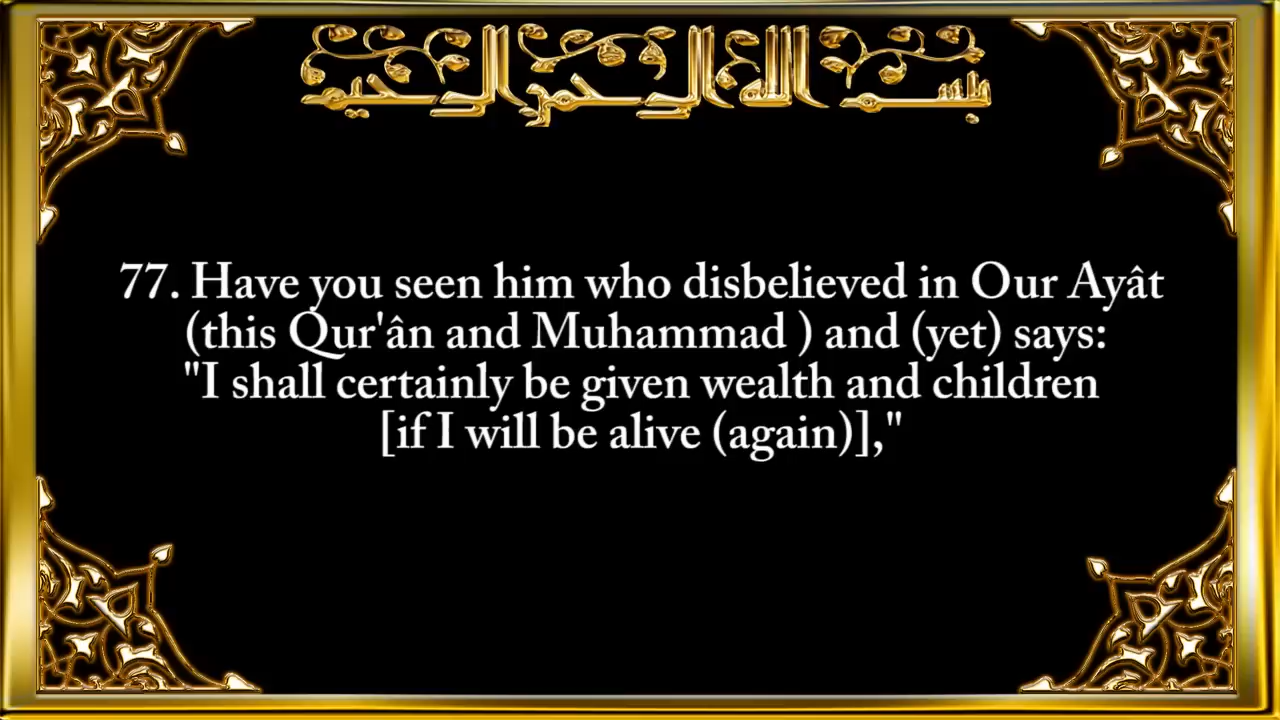 بسم الله الرحمن الرحيم
77. Have you seen him who disbelieved in Our Ayât
(this Qur'ân and Muhammad ) and (yet) says:
"I shall certainly be given wealth and children
[if I will be alive (again)],"